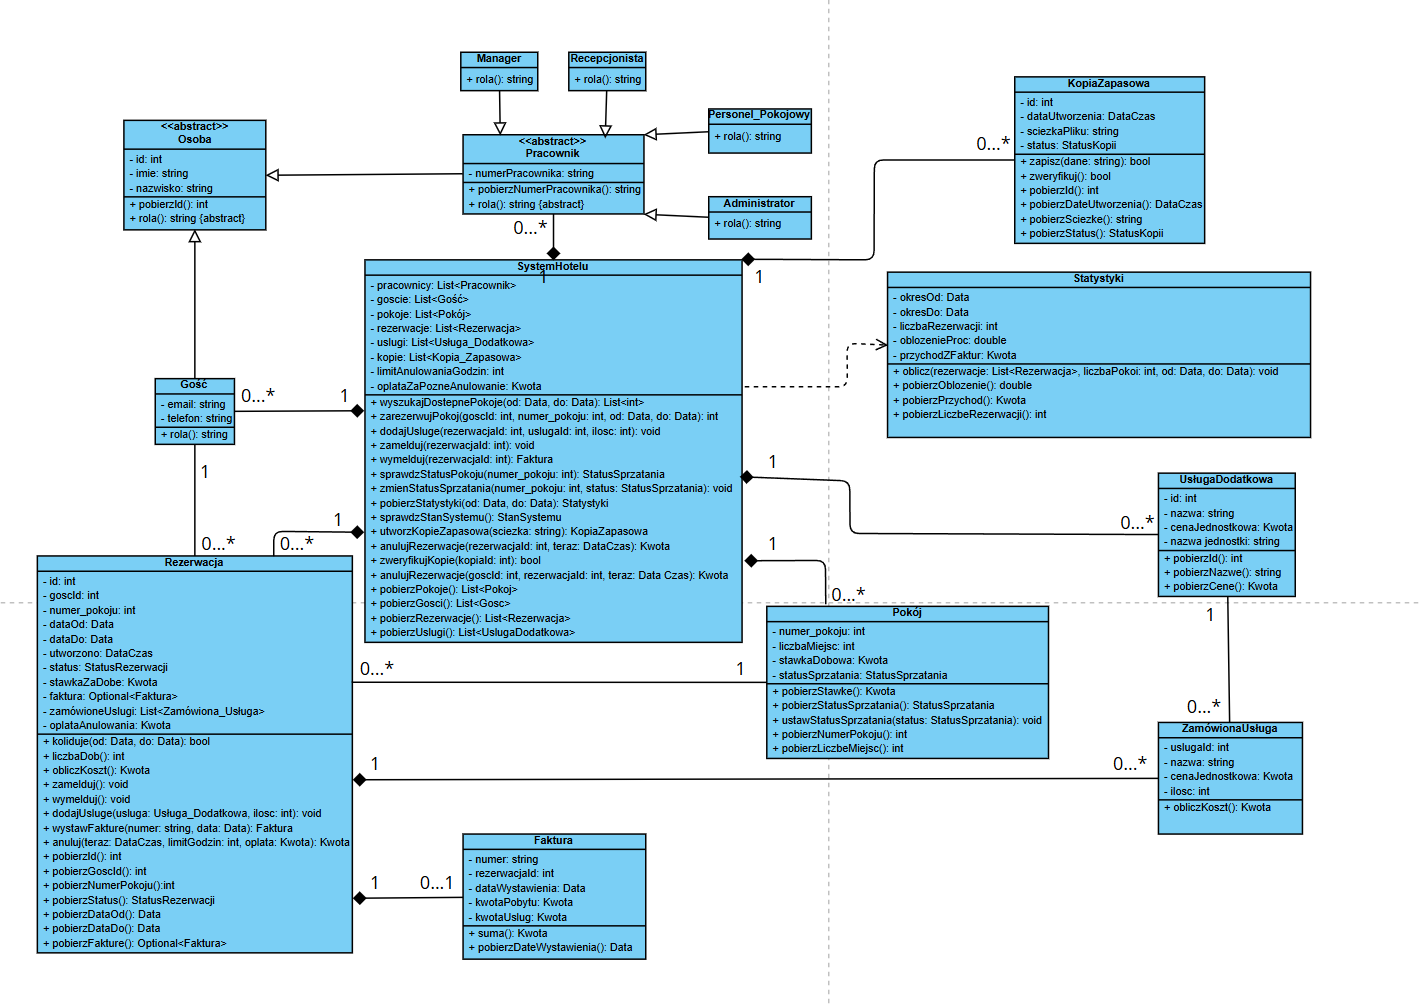 Manager
+ rola(): string
Recepcjonista
+ rola(): string
Personel_Pokojowy
+ rola(): string
Administrator
+ rola(): string
<<abstract>>
Osoba
- id: int
- imie: string
- nazwisko: string
+ pobierzId(): int
+ rola(): string {abstract}
<<abstract>>
Pracownik
- numerPracownika: string
+ pobierzNumerPracownika(): string
+ rola(): string {abstract}
0...*
1
KopiaZapasowa
- id: int
- dataUtworzenia: DataCzas
- sciezkaPliku: string
- status: StatusKopii
+ zapisz(dane: string): bool
+ zweryfikuj(): bool
+ pobierzId(): int
+ pobierzDateUtworzenia(): DataCzas
+ pobierzSciezke(): string
+ pobierzStatus(): StatusKopii
0...*
1
SystemHotelu
- pracownicy: List<Pracownik>
- goscie: List<Gość>
- pokoje: List<Pokój>
- rezerwacje: List<Rezerwacja>
- uslugi: List<Usługa_Dodatkowa>
- kopie: List<Kopia_Zapasowa>
- limitAnulowaniaGodzin: int
- oplataZaPozneAnulowanie: Kwota
+ wyszukajDostepnePokoje(od: Data, do: Data): List<int>
+ zarezerwujPokoj(goscId: int, numer_pokoju: int, od: Data, do: Data): int
+ dodajUsluge(rezerwacjaId: int, uslugaId: int, ilosc: int): void
+ zamelduj(rezerwacjaId: int): void
+ wymelduj(rezerwacjaId: int): Faktura
+ sprawdzStatusPokoju(numer_pokoju: int): StatusSprzatania
+ zmienStatusSprzatania(numer_pokoju: int, status: StatusSprzatania): void
+ pobierzStatystyki(od: Data, do: Data): Statystyki
+ sprawdzStanSystemu(): StanSystemu
+ utworzKopieZapasowa(sciezka: string): KopiaZapasowa
+ anulujRezerwacje(rezerwacjaId: int, teraz: DataCzas): Kwota
+ zweryfikujKopie(kopiaId: int): bool
+ anulujRezerwacje(goscId: int, rezerwacjaId: int, teraz: Data Czas): Kwota
+ pobierzPokoje(): List<Pokoj>
+ pobierzGosci(): List<Gosc>
+ pobierzRezerwacje(): List<Rezerwacja>
+ pobierzUslugi(): List<UslugaDodatkowa>
Statystyki
- okresOd: Data
- okresDo: Data
- liczbaRezerwacji: int
- oblozenieProc: double
- przychodZFaktur: Kwota
+ oblicz(rezerwacje: List<Rezerwacja>, liczbaPokoi: int, od: Data, do: Data): void
+ pobierzOblozenie(): double
+ pobierzPrzychod(): Kwota
+ pobierzLiczbeRezerwacji(): int
Gość
- email: string
- telefon: string
+ rola(): string
0...*
1
1
0...*
0...*
1
1
0...*
UsługaDodatkowa
- id: int
- nazwa: string
- cenaJednostkowa: Kwota
- nazwa jednostki: string
+ pobierzId(): int
+ pobierzNazwe(): string
+ pobierzCene(): Kwota
1
0...*
1
0...*
Rezerwacja
- id: int
- goscId: int
- numer_pokoju: int
- dataOd: Data
- dataDo: Data
- utworzono: DataCzas
- status: StatusRezerwacji
- stawkaZaDobe: Kwota
- faktura: Optional<Faktura>
- zamówioneUslugi: List<Zamówiona_Usługa>
- oplataAnulowania: Kwota
+ koliduje(od: Data, do: Data): bool
+ liczbaDob(): int
+ obliczKoszt(): Kwota
+ zamelduj(): void
+ wymelduj(): void
+ dodajUsluge(usluga: Usługa_Dodatkowa, ilosc: int): void
+ wystawFakture(numer: string, data: Data): Faktura
+ anuluj(teraz: DataCzas, limitGodzin: int, oplata: Kwota): Kwota
+ pobierzId(): int
+ pobierzGoscId(): int
+ pobierzNumerPokoju():int
+ pobierzStatus(): StatusRezerwacji
+ pobierzDataOd(): Data
+ pobierzDataDo(): Data
+ pobierzFakture(): Optional<Faktura>
0...*
1
Pokój
- numer_pokoju: int
- liczbaMiejsc: int
- stawkaDobowa: Kwota
- statusSprzatania: StatusSprzatania
+ pobierzStawke(): Kwota
+ pobierzStatusSprzatania(): StatusSprzatania
+ ustawStatusSprzatania(status: StatusSprzatania): void
+ pobierzNumerPokoju(): int
+ pobierzLiczbeMiejsc(): int
1
0...*
ZamówionaUsługa
- uslugaId: int
- nazwa: string
- cenaJednostkowa: Kwota
- ilosc: int
+ obliczKoszt(): Kwota
1
0...1
Faktura
- numer: string
- rezerwacjaId: int
- dataWystawienia: Data
- kwotaPobytu: Kwota
- kwotaUslug: Kwota
+ suma(): Kwota
+ pobierzDateWystawienia(): Data